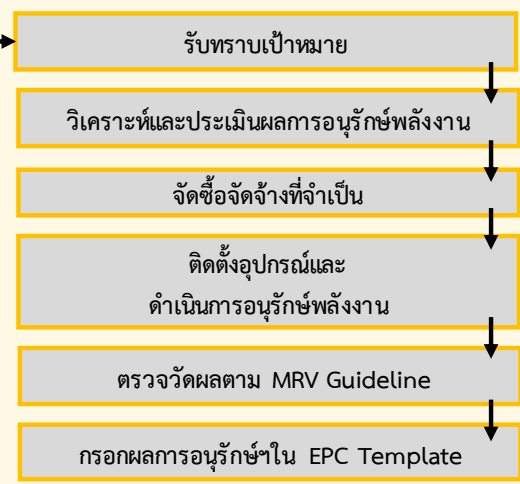 รับทราบเป้าหมาย
วิเคราะห์และประเมินผลการอนุรักษ์พลังงาน
จัดซื้อจัดจ้างที่จำเป็น
ติดตั้งอุปกรณ์และ
ดำเนินการอนุรักษ์พลังงาน
ตรวจวัดผลตาม MRV Guideline
กรอกผลการอนุรักษ์ฯใน EPC Template